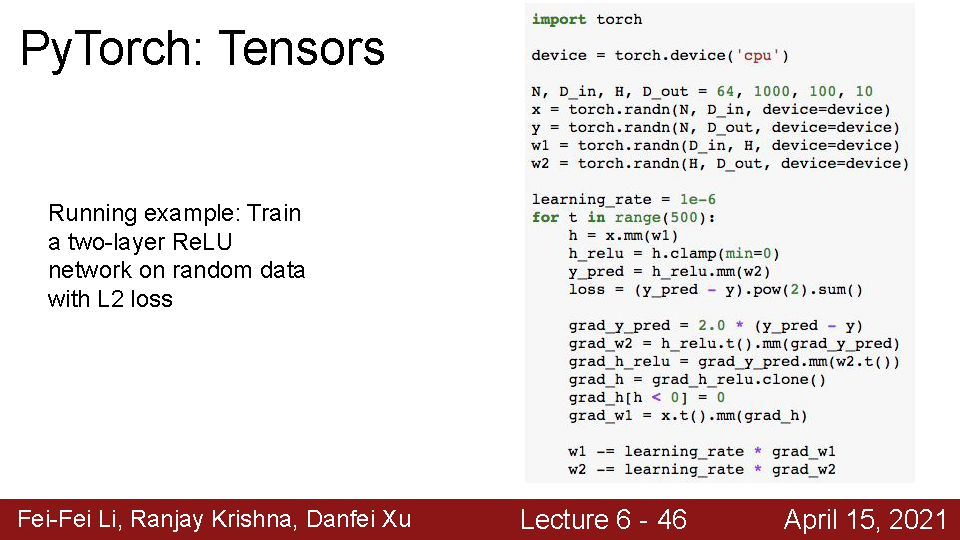 PyTorch: Tensors
Running example: Train
a two-layer ReLU
network on random data
with L2 loss
import torch
device = torch.device('cpu')
N, D_in, H, D_out = 64, 1000, 100, 10
x = torch.randn(N, D_in, device=device)
y = torch.randn(N, D_out, device=device)
w1 = torch.randn(D_in, H, device=device)
w2 = torch.randn(H, D_out, device=device)
learning_rate = 1e-6
for t in range(500):
    h = x.mm(w1)
    h_relu = h.clamp(min=0)
    y_pred = h_relu.mm(w2)
    loss = (y_pred - y).pow(2).sum()
    grad_y_pred = 2.0 * (y_pred - y)
    grad_w2 = h_relu.t().mm(grad_y_pred)
    grad_h_relu = grad_y_pred.mm(w2.t())
    grad_h = grad_h_relu.clone()
    grad_h[h < 0] = 0
    grad_w1 = x.t().mm(grad_h)
    w1 -= learning_rate * grad_w1
    w2 -= learning_rate * grad_w2
Fei-Fei Li, Ranjay Krishna, Danfei Xu
Lecture 6 - 46
April 15, 2021